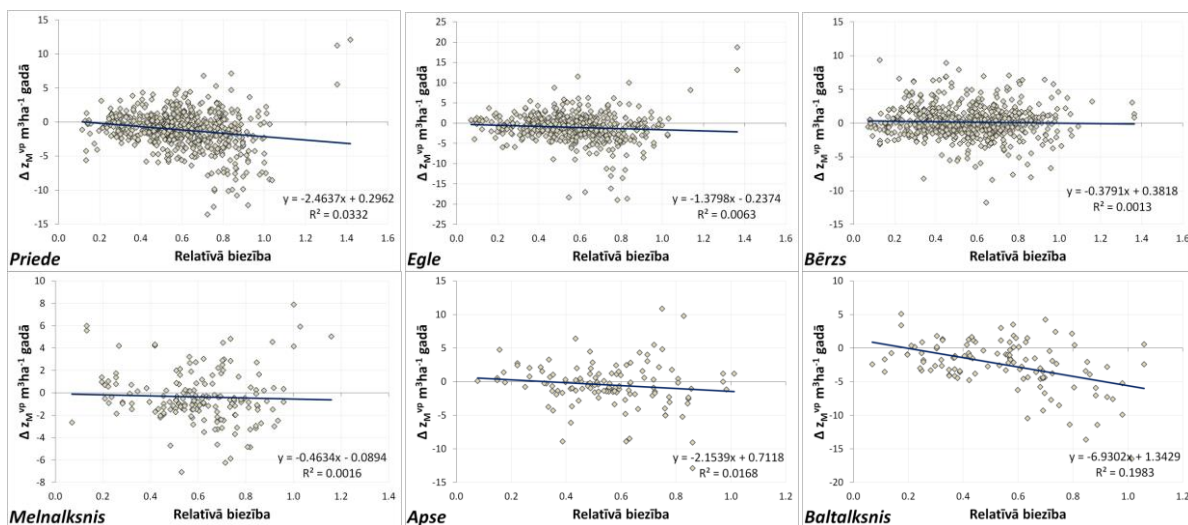 15
10
5
0
-5
-10
-15
Δ z_M^vp m³ha⁻¹ gadā
y = -2.4637x + 0.2962
R² = 0.0332
0.0 0.2 0.4 0.6 0.8 1.0 1.2 1.4 1.6
Priede Relatīvā biezība
25
20
15
10
5
0
-5
-10
-15
-20
-25
Δ z_M^vp m³ha⁻¹ gadā
y = -1.3798x - 0.2374
R² = 0.0063
0.0 0.2 0.4 0.6 0.8 1.0 1.2 1.4 1.6
Egle Relatīvā biezība
15
10
5
0
-5
-10
-15
Δ z_M^vp m³ha⁻¹ gadā
y = -0.3791x + 0.3818
R² = 0.0013
0.0 0.2 0.4 0.6 0.8 1.0 1.2 1.4 1.6
Bērzs Relatīvā biezība
10
8
6
4
2
0
-2
-4
-6
-8
Δ z_M^vp m³ha⁻¹ gadā
y = -0.4634x - 0.0894
R² = 0.0016
0.0 0.2 0.4 0.6 0.8 1.0 1.2 1.4
Melnalksnis Relatīvā biezība
15
10
5
0
-5
-10
-15
Δ z_M^vp m³ha⁻¹ gadā
y = -2.1539x + 0.7118
R² = 0.0168
0.0 0.2 0.4 0.6 0.8 1.0 1.2
Apse Relatīvā biezība
10
5
0
-5
-10
-15
-20
Δ z_M^vp m³ha⁻¹ gadā
y = -6.9302x + 1.3429
R² = 0.1983
0.0 0.2 0.4 0.6 0.8 1.0 1.2
Baltalksnis Relatīvā biezība